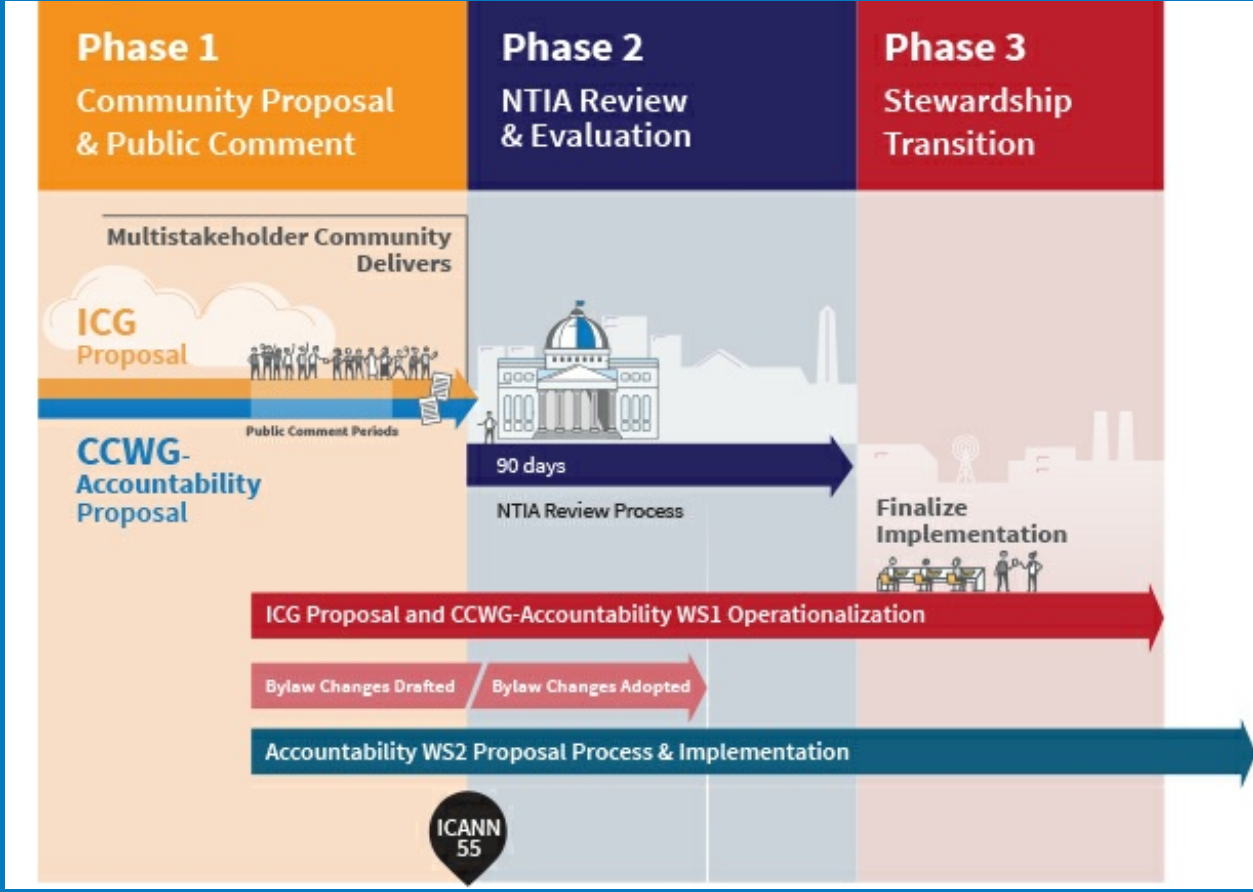 Phase 1
Community Proposal
& Public Comment
Phase 2
NTIA Review
& Evaluation
Phase 3
Stewardship
Transition
Multistakeholder Community
Delivers
ICG
Proposal
Public Comment Periods
CCWG-
Accountability
Proposal
90 days
NTIA Review Process
Finalize
Implementation
ICG Proposal and CCWG-Accountability WS1 Operationalization
Bylaw Changes Drafted
Bylaw Changes Adopted
Accountability WS2 Proposal Process & Implementation
ICANN
55